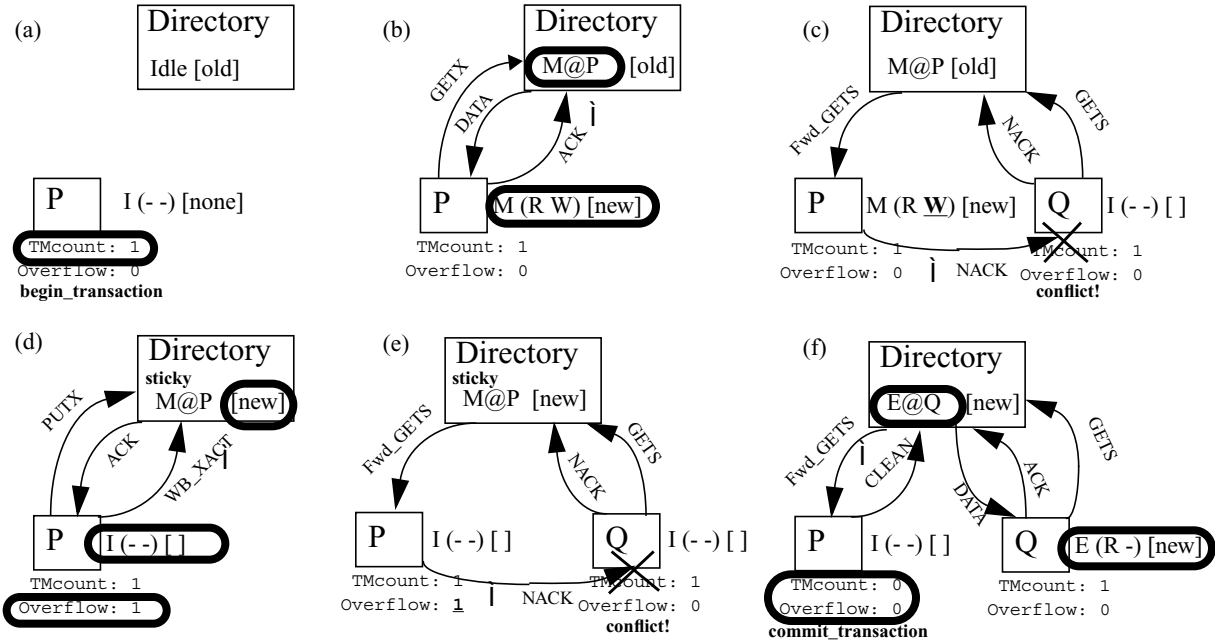 (a)
Directory
Idle [old]
P
I (- -) [none]
TMcount: 1
Overflow: 0
begin_transaction
(b)
Directory
M@P [old]
GETX
DATA
ACK
Ì
P
M (R W) [new]
TMcount: 1
Overflow: 0
(c)
Directory
M@P [old]
Fwd_GETS
NACK
GETS
P
M (R W) [new]
Q
I (- -) [ ]
TMcount: 1
Overflow: 0
Ì
NACK
TMcount: 1
Overflow: 0
conflict!
(d)
Directory
sticky
M@P [new]
PUTX
ACK
WB_XACT
Ì
P
I (- -) [ ]
TMcount: 1
Overflow: 1
(e)
Directory
sticky
M@P [new]
Fwd_GETS
NACK
GETS
P
I (- -) [ ]
Q
I (- -) [ ]
TMcount: 1
Overflow: 1
Ì
NACK
TMcount: 1
Overflow: 0
conflict!
(f)
Directory
E@Q [new]
Fwd_GETS
Ì
CLEAN
DATA
ACK
GETS
P
I (- -) [ ]
Q
E (R -) [new]
TMcount: 0
Overflow: 0
commit_transaction
TMcount: 1
Overflow: 0